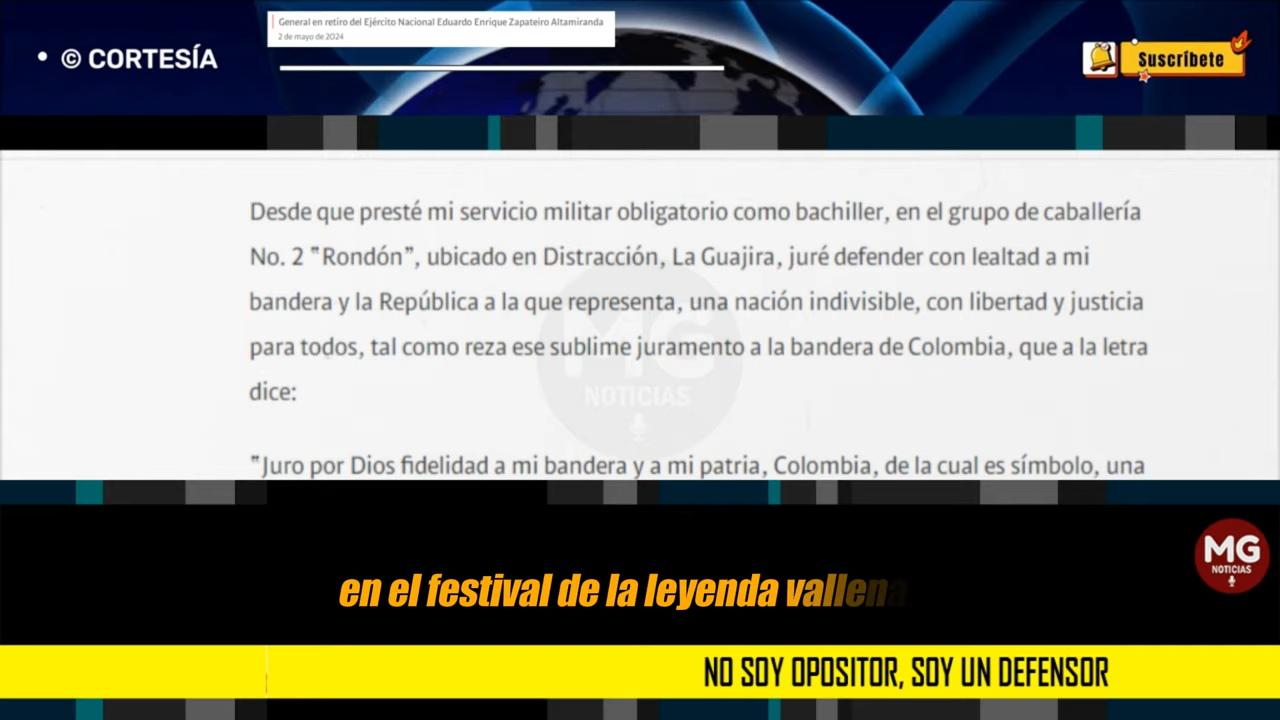 General en retiro del Ejército Nacional Eduardo Enrique Zapateiro Altamiranda
2 de mayo de 2024
• © CORTESÍA
Suscríbete
Desde que presté mi servicio militar obligatorio como bachiller, en el grupo de caballería
No. 2 "Rondón", ubicado en Distracción, La Guajira, juré defender con lealtad a mi
bandera y la República a la que representa, una nación indivisible, con libertad y justicia
para todos, tal como reza ese sublime juramento a la bandera de Colombia, que a la letra
dice:
"Juro por Dios fidelidad a mi bandera y a mi patria, Colombia, de la cual es símbolo, una
MG
NOTICIAS
MG
NOTICIAS
en el festival de la leyenda vallena
NO SOY OPOSITOR, SOY UN DEFENSOR